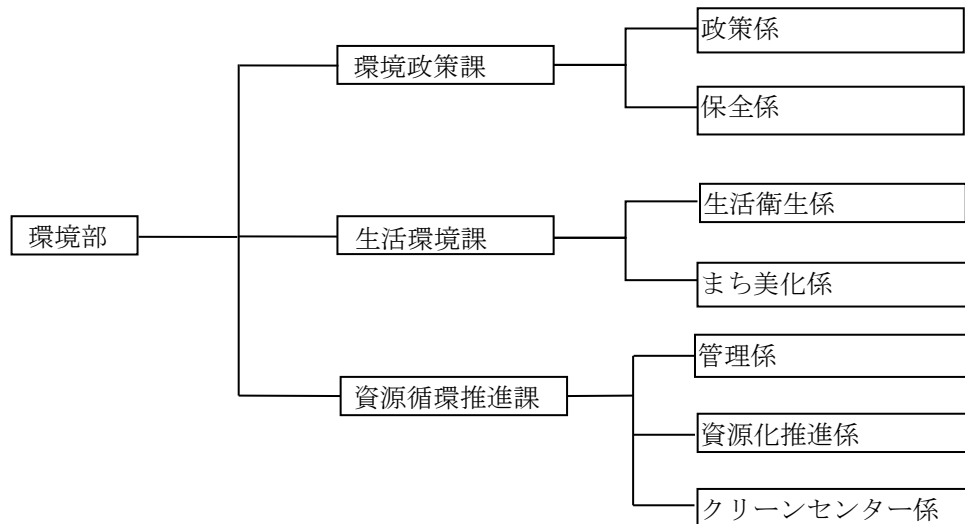 環境部
環境政策課
政策係
保全係
生活環境課
生活衛生係
まち美化係
資源循環推進課
管理係
資源化推進係
クリーンセンター係